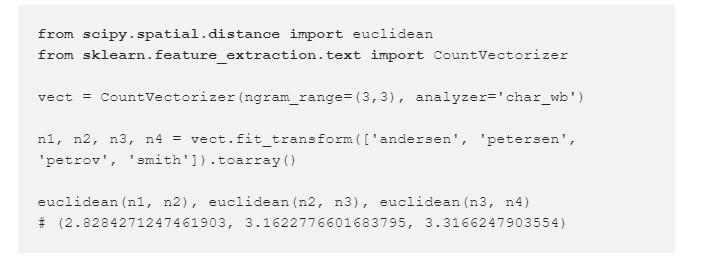 from scipy.spatial.distance import euclidean
from sklearn.feature_extraction.text import CountVectorizer
vect = CountVectorizer(ngram_range=(3,3), analyzer='char_wb')
n1, n2, n3, n4 = vect.fit_transform(['andersen', 'petersen',
'petrov', 'smith']).toarray()
euclidean(n1, n2), euclidean(n2, n3), euclidean(n3, n4)
# (2.8284271247461903, 3.1622776601683795, 3.3166247903554)